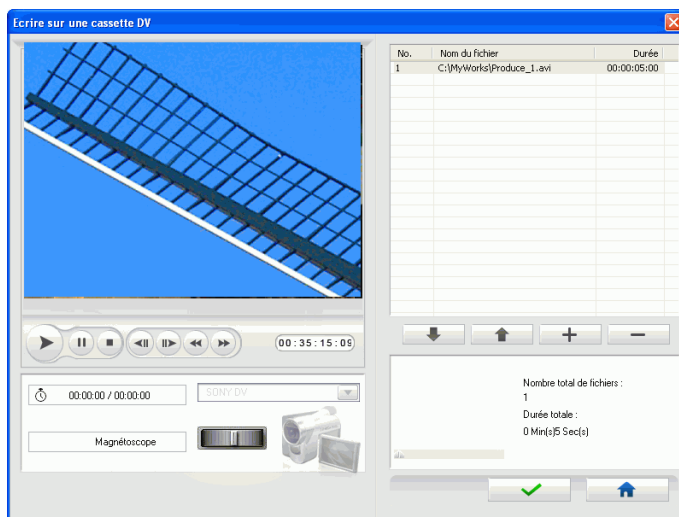 Ecrire sur une cassette DV
No. Nom du fichier Durée
1 C:\MyWorks\Produce_1.avi 00:00:05:00
00:35:15:09
00:00:00 / 00:00:00
SONY DV
Magnétoscope
Nombre total de fichiers :
1
Durée totale :
0 Min(s)5 Sec(s)